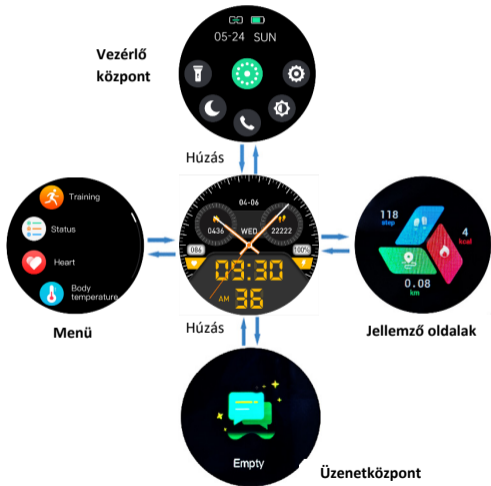 05-24 SUN
Vezérlő
központ
Húzás
Training
Status
Heart
Body
temperature
Menü
04-06
0436
WED
22222
086
100%
09:30
AM 36
118
step
4
kcal
0.08
km
Jellemző oldalak
Húzás
Empty
Üzenetközpont